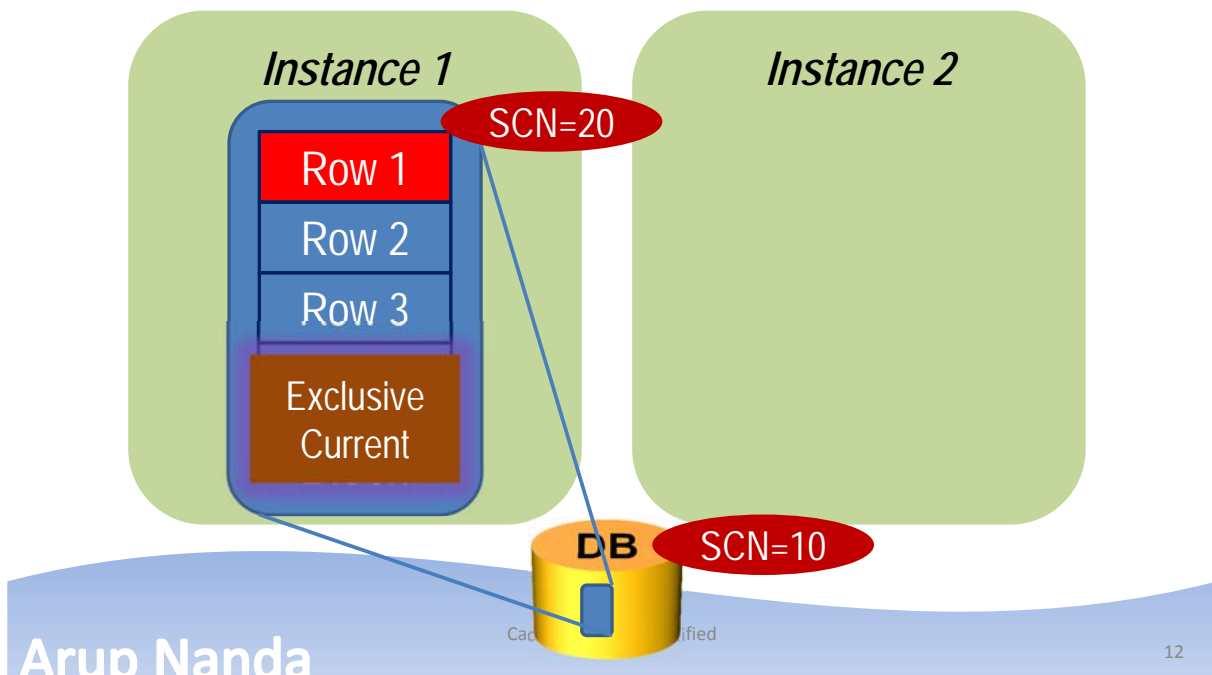 Instance 1
Instance 2
SCN=20
Row 1
Row 2
Row 3
Exclusive
Current
DB
SCN=10
Arup Nanda
12